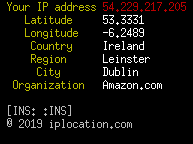 Your IP address 54.229.217.205
Latitude 53.3331
Longitude -6.2489
Country Ireland
Region Leinster
City Dublin
Organization Amazon.com
[INS: :INS]
© 2019 iplocation.com